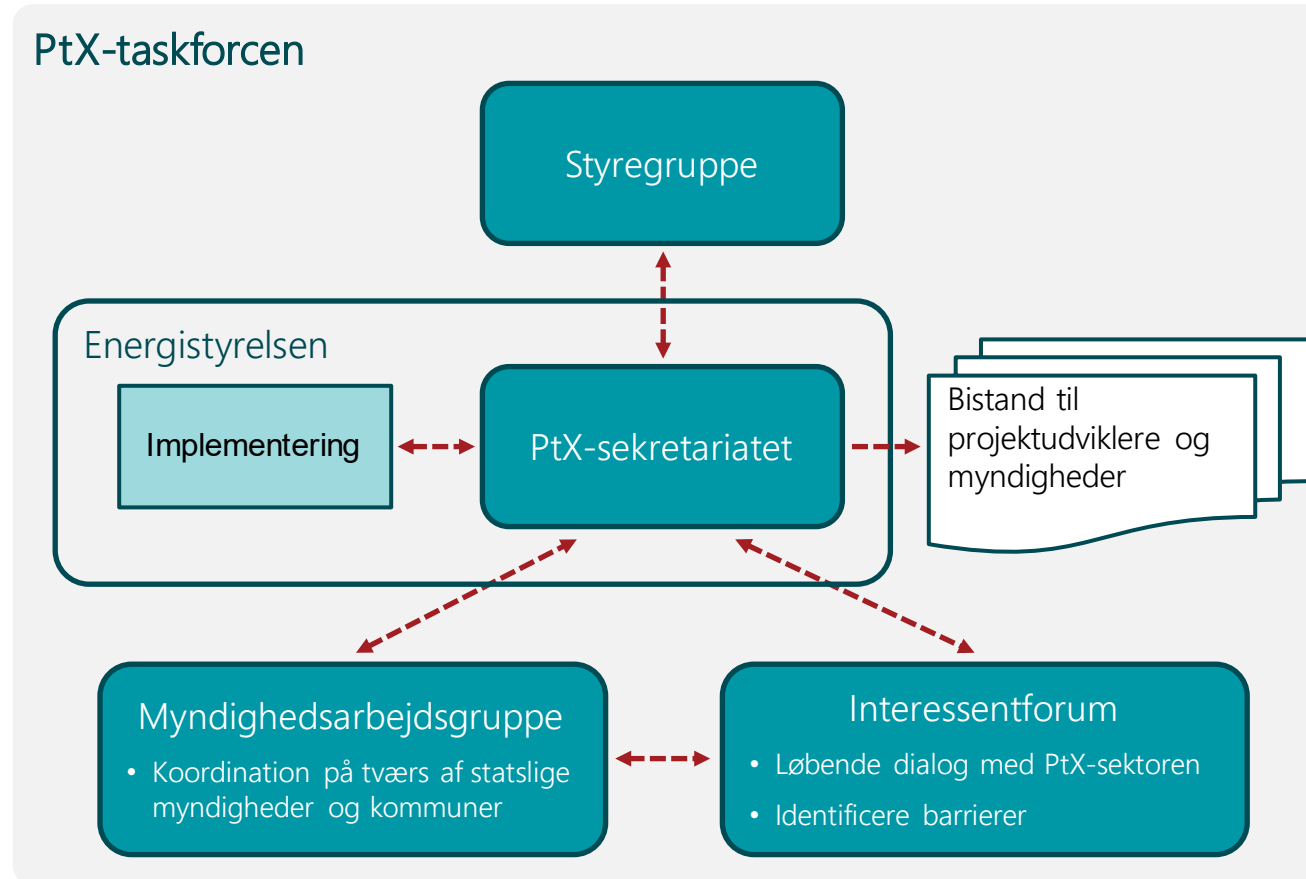 PtX-taskforcen
Styregruppe
Energistyrelsen
Implementering
PtX-sekretariatet
Bistand til
projektudviklere og
myndigheder
Myndighedsarbejdsgruppe
• Koordination på tværs af statslige
myndigheder og kommuner
Interessentforum
• Løbende dialog med PtX-sektoren
• Identificere barrierer